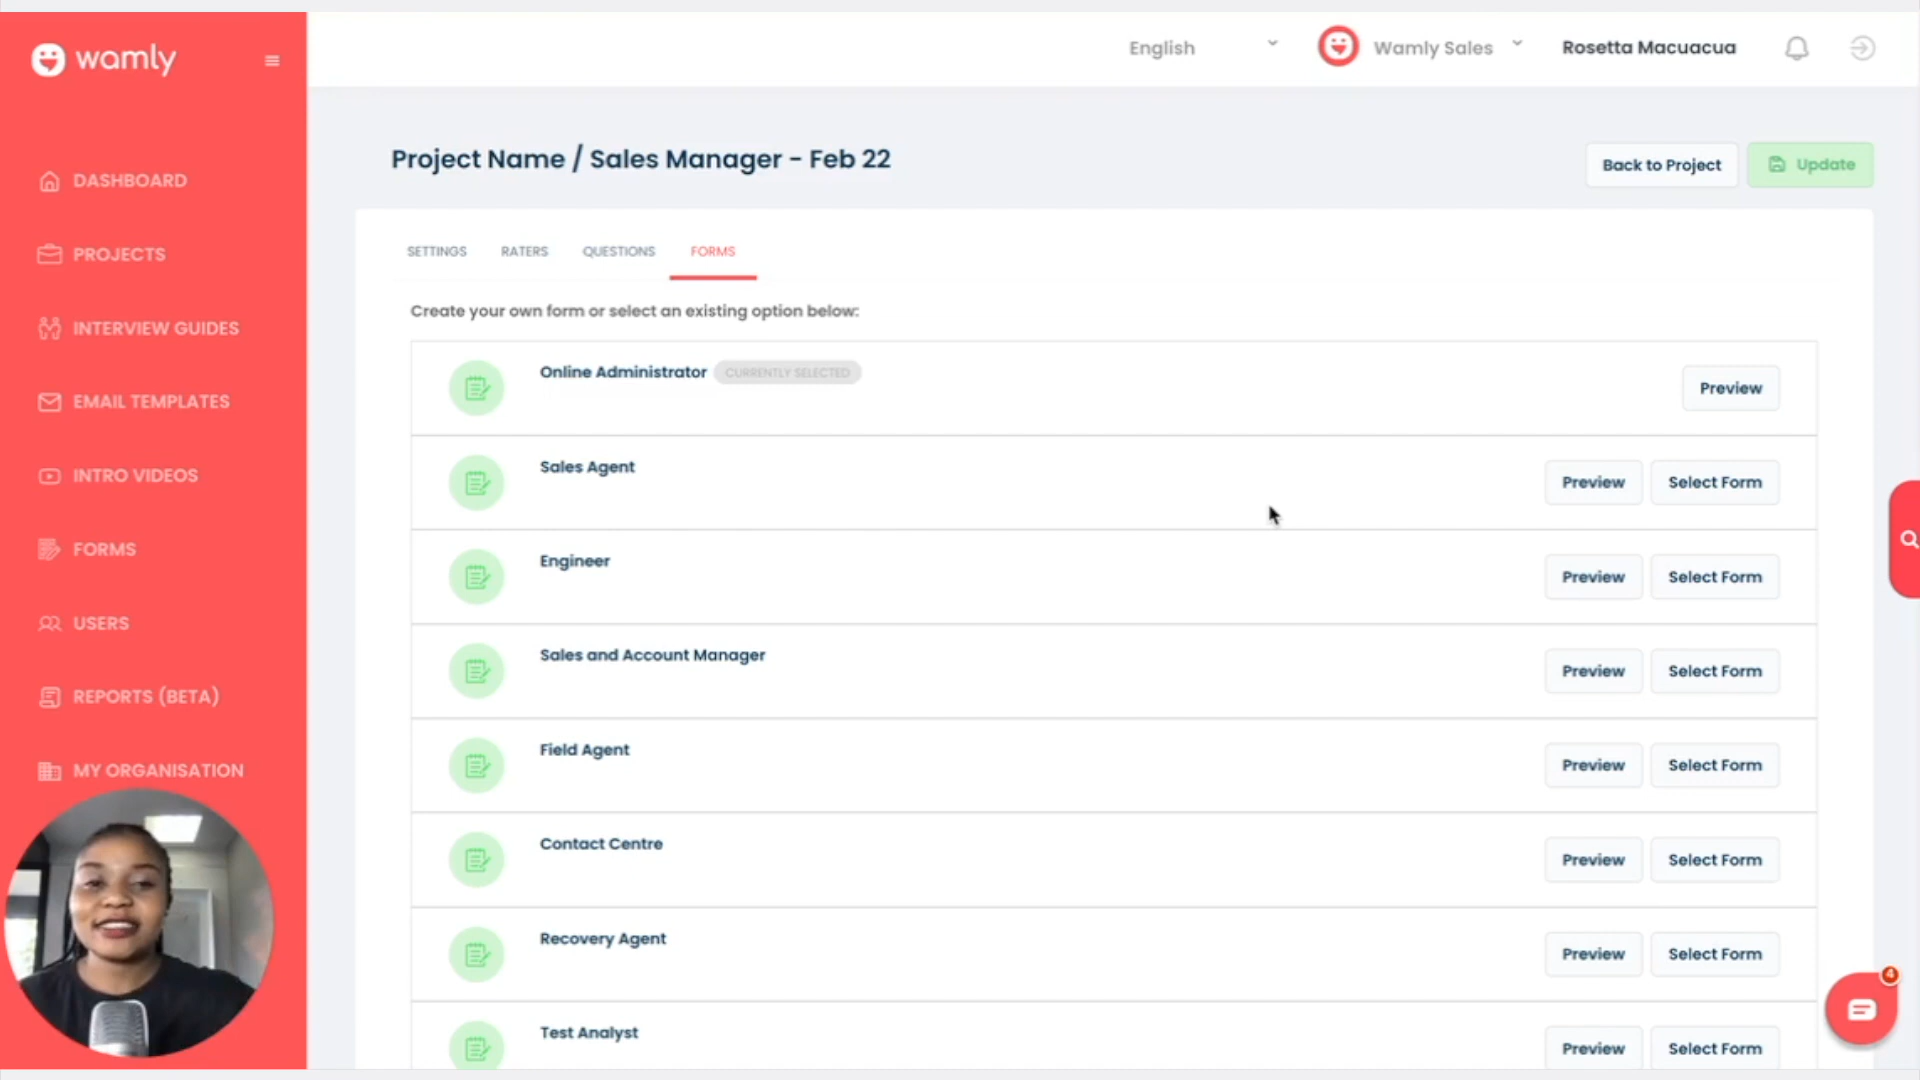 wamly
English
Wamly Sales
Rosetta Macuacua
DASHBOARD
PROJECTS
INTERVIEW GUIDES
EMAIL TEMPLATES
INTRO VIDEOS
FORMS
USERS
REPORTS (BETA)
MY ORGANISATION
Project Name / Sales Manager - Feb 22
Back to Project
Update
SETTINGS
RATERS
QUESTIONS
FORMS
Create your own form or select an existing option below:
Online Administrator CURRENTLY SELECTED
Preview
Sales Agent
Preview
Select Form
Engineer
Preview
Select Form
Sales and Account Manager
Preview
Select Form
Field Agent
Preview
Select Form
Contact Centre
Preview
Select Form
Recovery Agent
Preview
Select Form
Test Analyst
Preview
Select Form
4